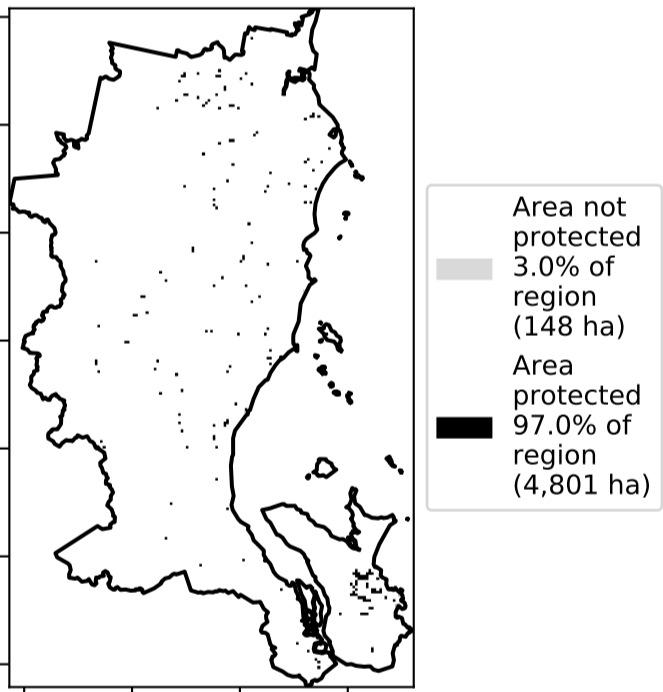 Area not
protected
3.0% of
region
(148 ha)
Area
protected
97.0% of
region
(4,801 ha)